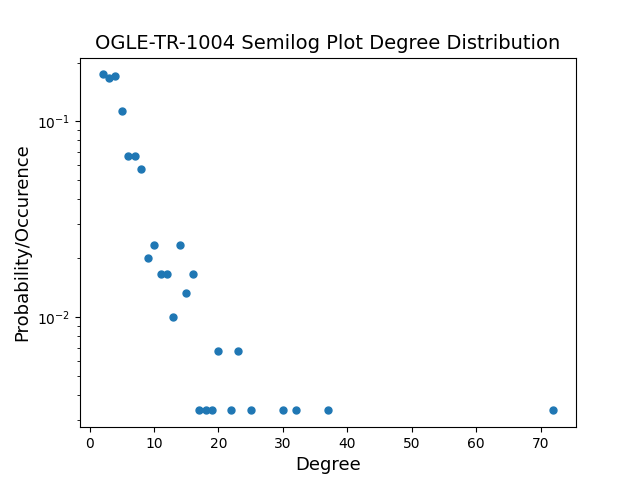 OGLE-TR-1004 Semilog Plot Degree Distribution
Probability/Occurence
10⁻¹
10⁻²
0 10 20 30 40 50 60 70
Degree